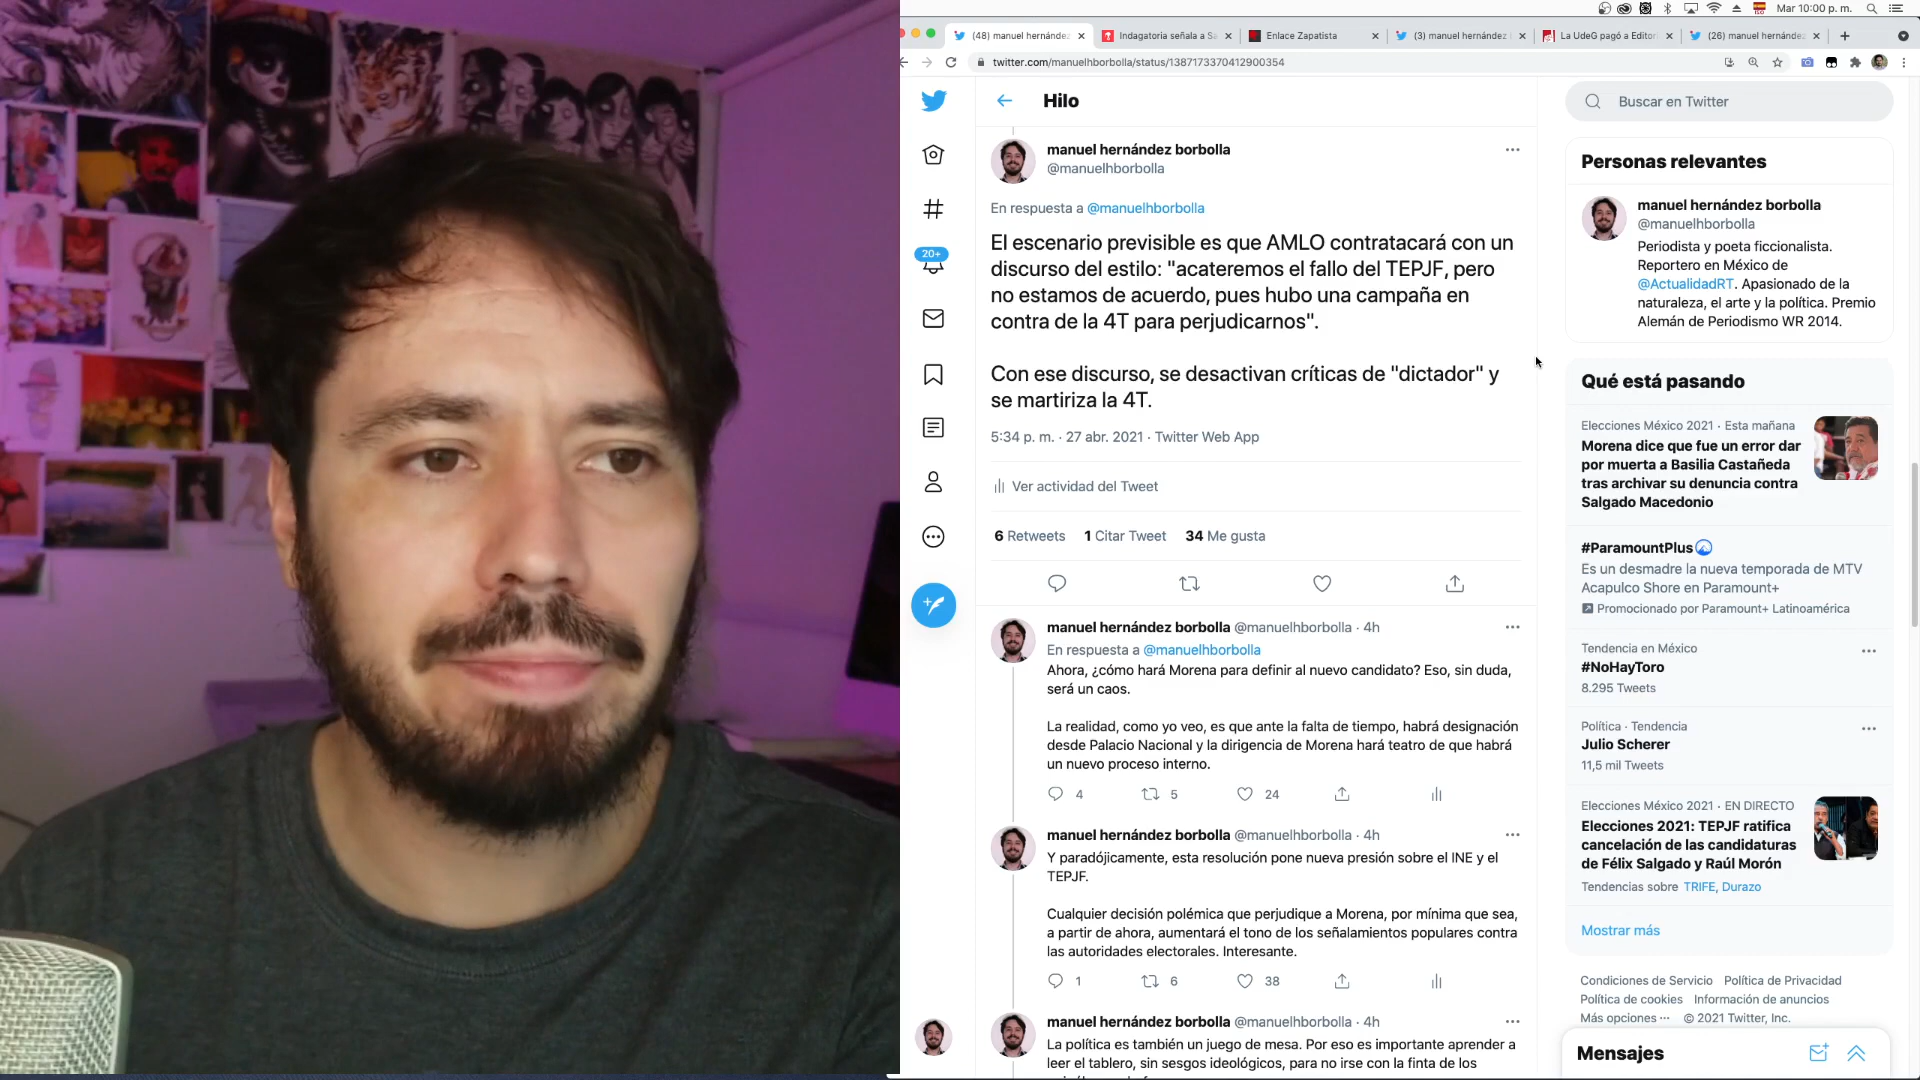 Mar 10:00 p. m.
(48) manuel hernández
Indagatoria señala a Sa
Enlace Zapatista
(3) manuel hernández
La UdeG pagó a Editori
(26) manuel hernández
twitter.com/manuelhborbolla/status/1387173370412900354
Hilo
Buscar en Twitter
20+
manuel hernández borbolla
@manuelhborbolla
En respuesta a @manuelhborbolla
El escenario previsible es que AMLO contratacará con un
discurso del estilo: "acateremos el fallo del TEPJF, pero
no estamos de acuerdo, pues hubo una campaña en
contra de la 4T para perjudicarnos".
Con ese discurso, se desactivan críticas de "dictador" y
se martiriza la 4T.
5:34 p. m. · 27 abr. 2021 · Twitter Web App
Ver actividad del Tweet
6 Retweets 1 Citar Tweet 34 Me gusta
manuel hernández borbolla @manuelhborbolla · 4h
En respuesta a @manuelhborbolla
Ahora, ¿cómo hará Morena para definir al nuevo candidato? Eso, sin duda,
será un caos.
La realidad, como yo veo, es que ante la falta de tiempo, habrá designación
desde Palacio Nacional y la dirigencia de Morena hará teatro de que habrá
un nuevo proceso interno.
4 5 24
manuel hernández borbolla @manuelhborbolla · 4h
Y paradójicamente, esta resolución pone nueva presión sobre el INE y el
TEPJF.
Cualquier decisión polémica que perjudique a Morena, por mínima que sea,
a partir de ahora, aumentará el tono de los señalamientos populares contra
las autoridades electorales. Interesante.
1 6 38
manuel hernández borbolla @manuelhborbolla · 4h
La política es también un juego de mesa. Por eso es importante aprender a
leer el tablero, sin sesgos ideológicos, para no irse con la finta de los
Personas relevantes
manuel hernández borbolla
@manuelhborbolla
Periodista y poeta ficcionalista.
Reportero en México de
@ActualidadRT. Apasionado de la
naturaleza, el arte y la política. Premio
Alemán de Periodismo WR 2014.
Qué está pasando
Elecciones México 2021 · Esta mañana
Morena dice que fue un error dar
por muerta a Basilia Castañeda
tras archivar su denuncia contra
Salgado Macedonio
#ParamountPlus
Es un desmadre la nueva temporada de MTV
Acapulco Shore en Paramount+
Promocionado por Paramount+ Latinoamérica
Tendencia en México
#NoHayToro
8.295 Tweets
Política · Tendencia
Julio Scherer
11,5 mil Tweets
Elecciones México 2021 · EN DIRECTO
Elecciones 2021: TEPJF ratifica
cancelación de las candidaturas
de Félix Salgado y Raúl Morón
Tendencias sobre TRIFE, Durazo
Mostrar más
Condiciones de Servicio Política de Privacidad
Política de cookies Información de anuncios
Más opciones ··· © 2021 Twitter, Inc.
Mensajes